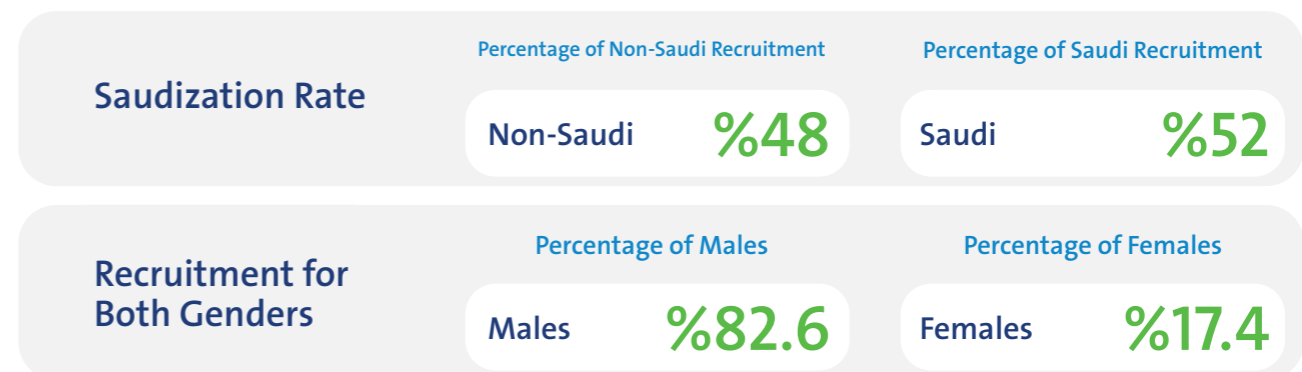 Saudization Rate
Percentage of Non-Saudi Recruitment
Non-Saudi %48
Percentage of Saudi Recruitment
Saudi %52
Recruitment for
Both Genders
Percentage of Males
Males %82.6
Percentage of Females
Females %17.4